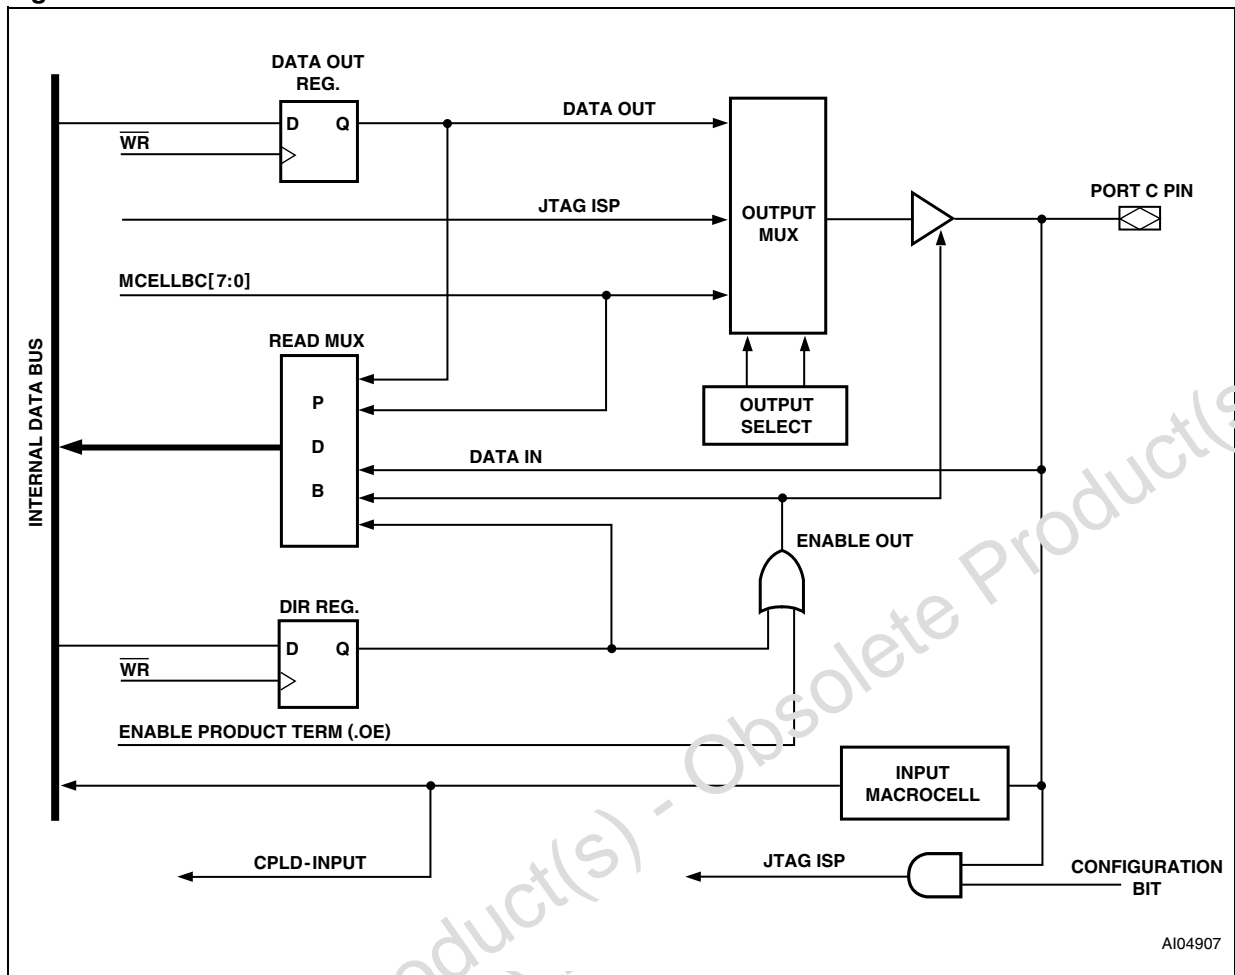 DATA OUT
REG.
D Q
WR
DATA OUT
JTAG ISP
MCELLBC[7:0]
OUTPUT
MUX
PORT C PIN
READ MUX
P
D
B
OUTPUT
SELECT
INTERNAL DATA BUS
DATA IN
ENABLE OUT
DIR REG.
D Q
WR
ENABLE PRODUCT TERM (.OE)
INPUT
MACROCELL
CPLD-INPUT
JTAG ISP
CONFIGURATION
BIT
AI04907
Obsolete Product(s) - Obsolete Product(s